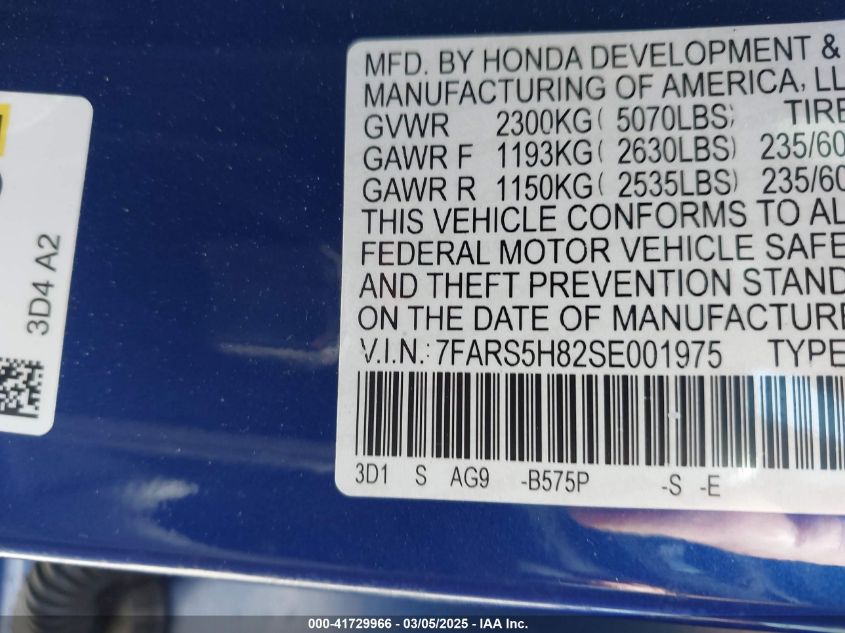 3D4 A2
MFD. BY HONDA DEVELOPMENT &
MANUFACTURING OF AMERICA, LL
GVWR 2300KG( 5070LBS) TIRE
GAWR F 1193KG( 2630LBS) 235/60
GAWR R 1150KG( 2535LBS) 235/60
THIS VEHICLE CONFORMS TO AL
FEDERAL MOTOR VEHICLE SAFE
AND THEFT PREVENTION STAND
ON THE DATE OF MANUFACTURE
V.I.N.: 7FARS5H82SE001975 TYPE
3D1 S AG9 -B575P -S -E
000-41729966 - 03/05/2025 - IAA Inc.